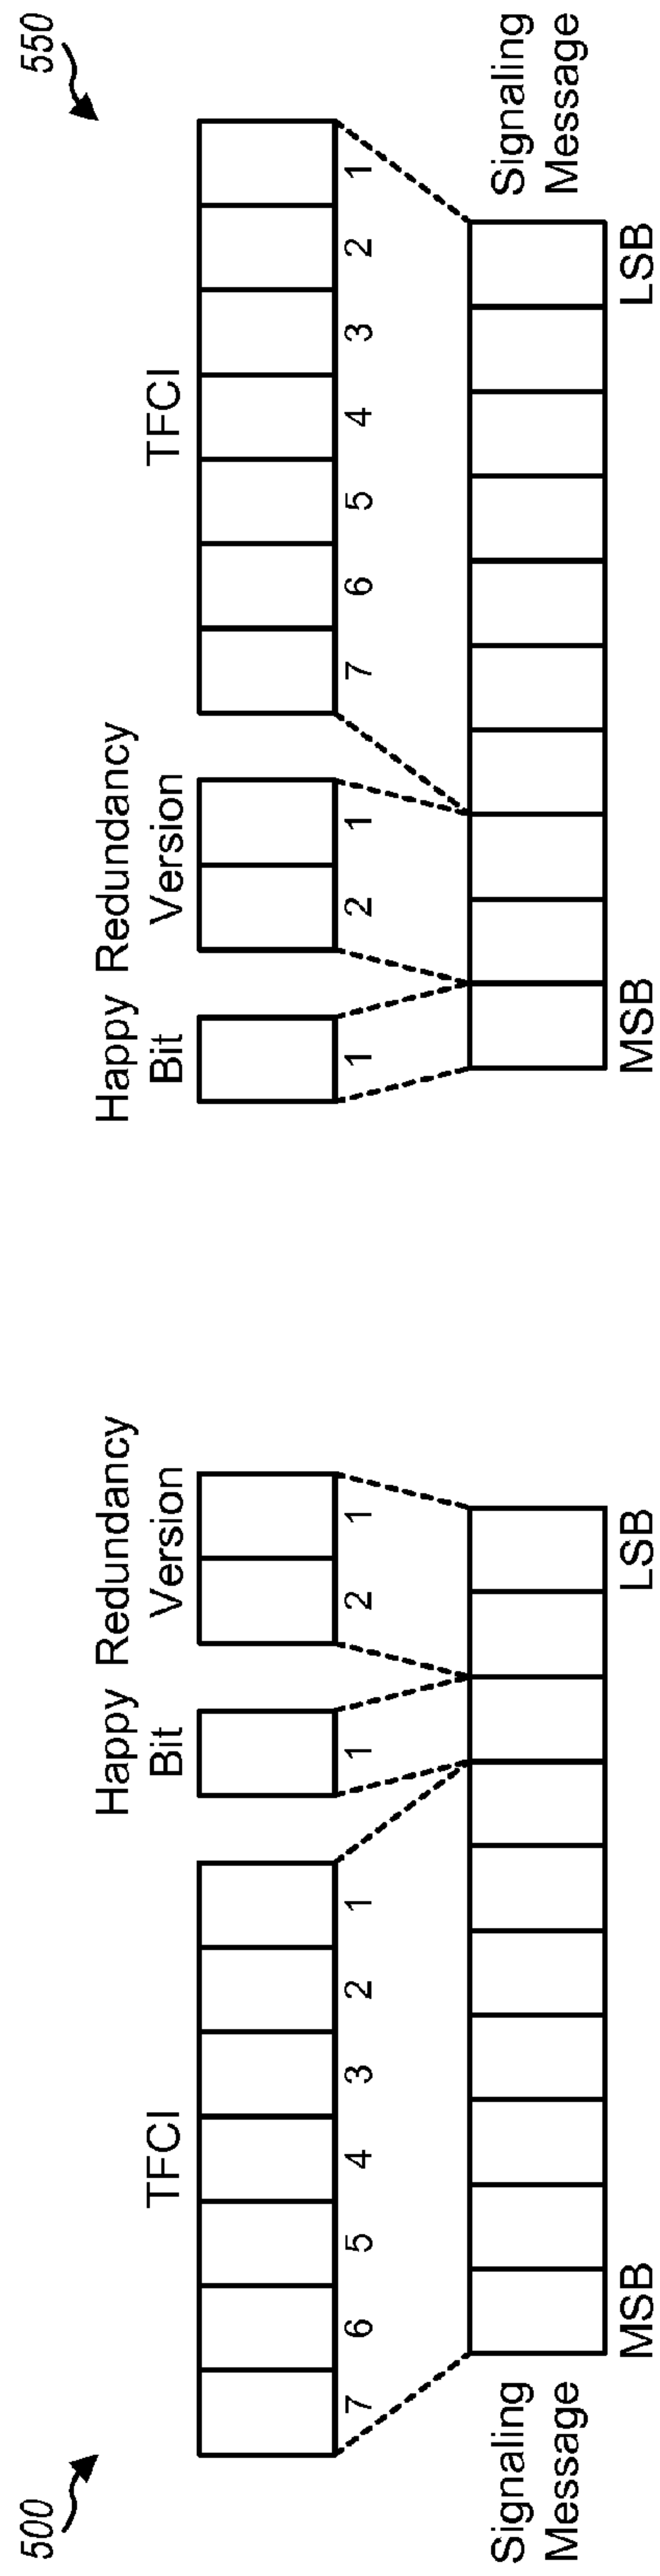 500
TFCI
Happy
Bit
Redundancy
Version
7 6 5 4 3 2 1
1
2 1
Signaling
Message
MSB
LSB
550
Happy
Bit
Redundancy
Version
TFCI
1
2 1
7 6 5 4 3 2 1
Signaling
Message
MSB
LSB